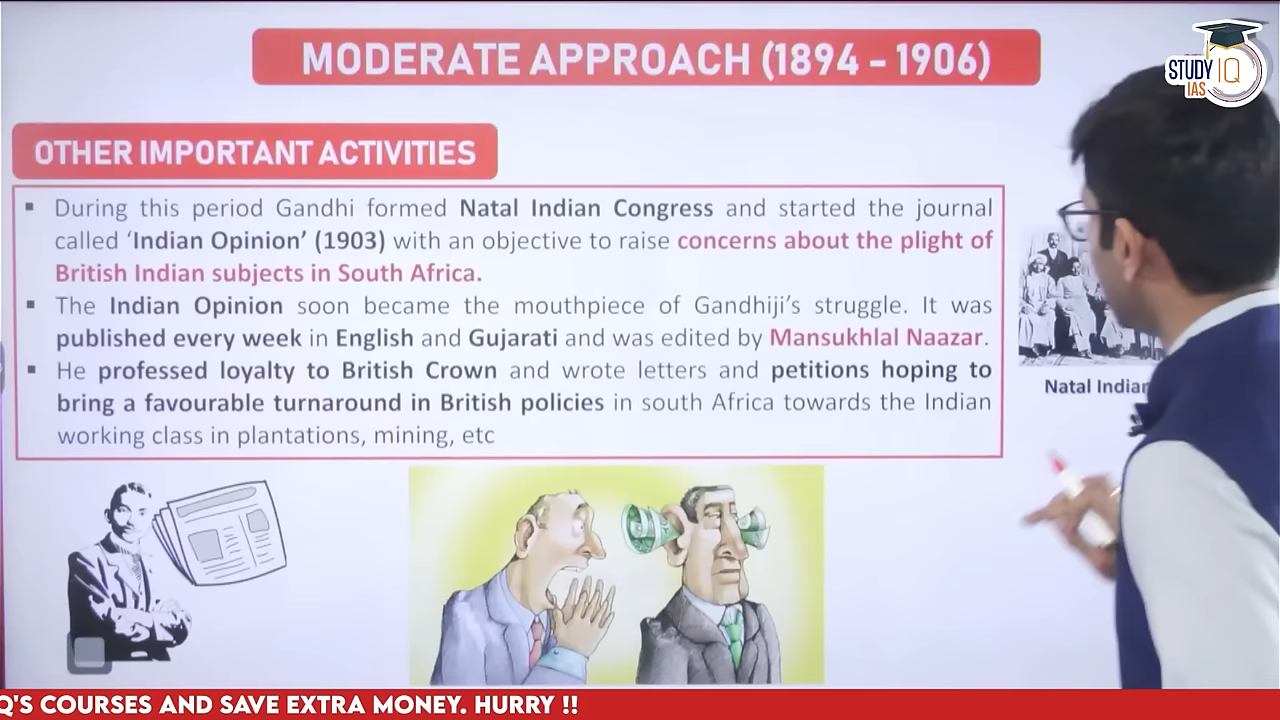 MODERATE APPROACH (1894 – 1906)
STUDY IQ
IAS
OTHER IMPORTANT ACTIVITIES
▪ During this period Gandhi formed Natal Indian Congress and started the journal
called ‘Indian Opinion’ (1903) with an objective to raise concerns about the plight of
British Indian subjects in South Africa.
▪ The Indian Opinion soon became the mouthpiece of Gandhiji’s struggle. It was
published every week in English and Gujarati and was edited by Mansukhlal Naazar.
▪ He professed loyalty to British Crown and wrote letters and petitions hoping to
bring a favourable turnaround in British policies in south Africa towards the Indian
working class in plantations, mining, etc
Natal Indian
Q'S COURSES AND SAVE EXTRA MONEY. HURRY !!